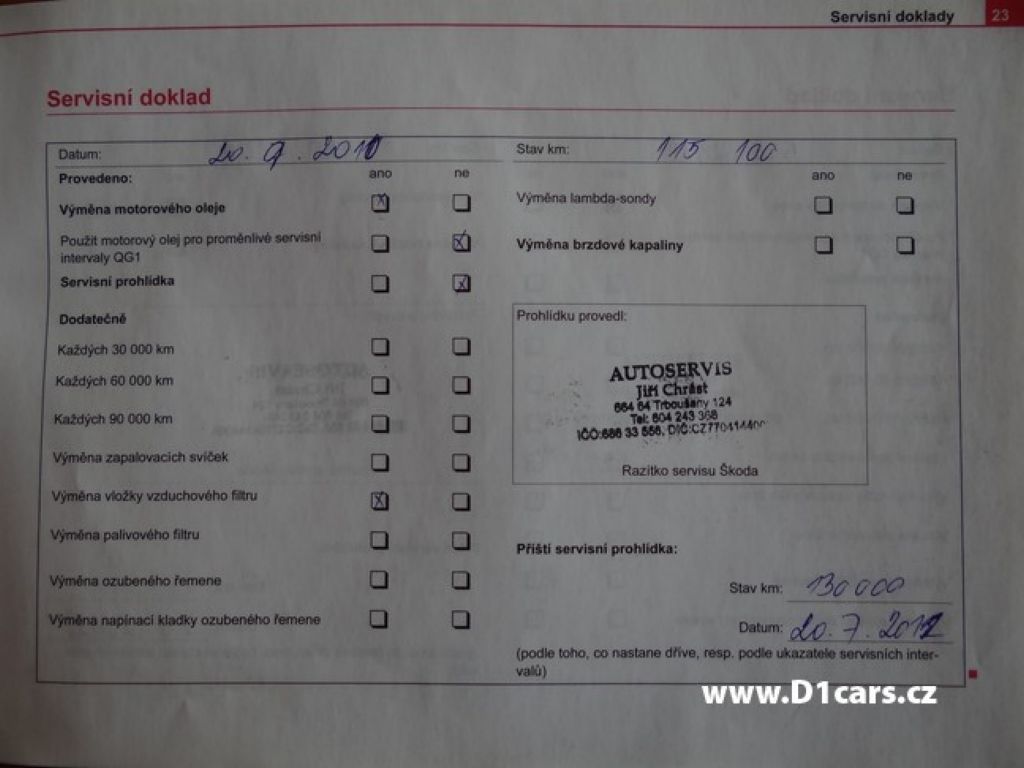 Servisní doklady 23
Servisní doklad
Datum: 20. 9. 2010
Stav km: 115 100
ano ne
ano ne
Provedeno:
Výměna motorového oleje
Použit motorový olej pro proměnlivé servisní
intervaly QG1
Servisní prohlídka
Dodatečně
Každých 30 000 km
Každých 60 000 km
Každých 90 000 km
Výměna zapalovacích svíček
Výměna vložky vzduchového filtru
Výměna palivového filtru
Výměna ozubeného řemene
Výměna napínací kladky ozubeného řemene
Výměna lambda-sondy
Výměna brzdové kapaliny
Prohlídku provedl:
AUTOSERVIS
Jiří Chrást
664 64 Trboušany 124
Tel: 604 243 368
IČO:
Razítko servisu Škoda
Příští servisní prohlídka:
Stav km: 130 000
Datum: 20. 7. 2012
(podle toho, co nastane dříve, resp. podle ukazatele servisních inter-
valů)
www.D1cars.cz